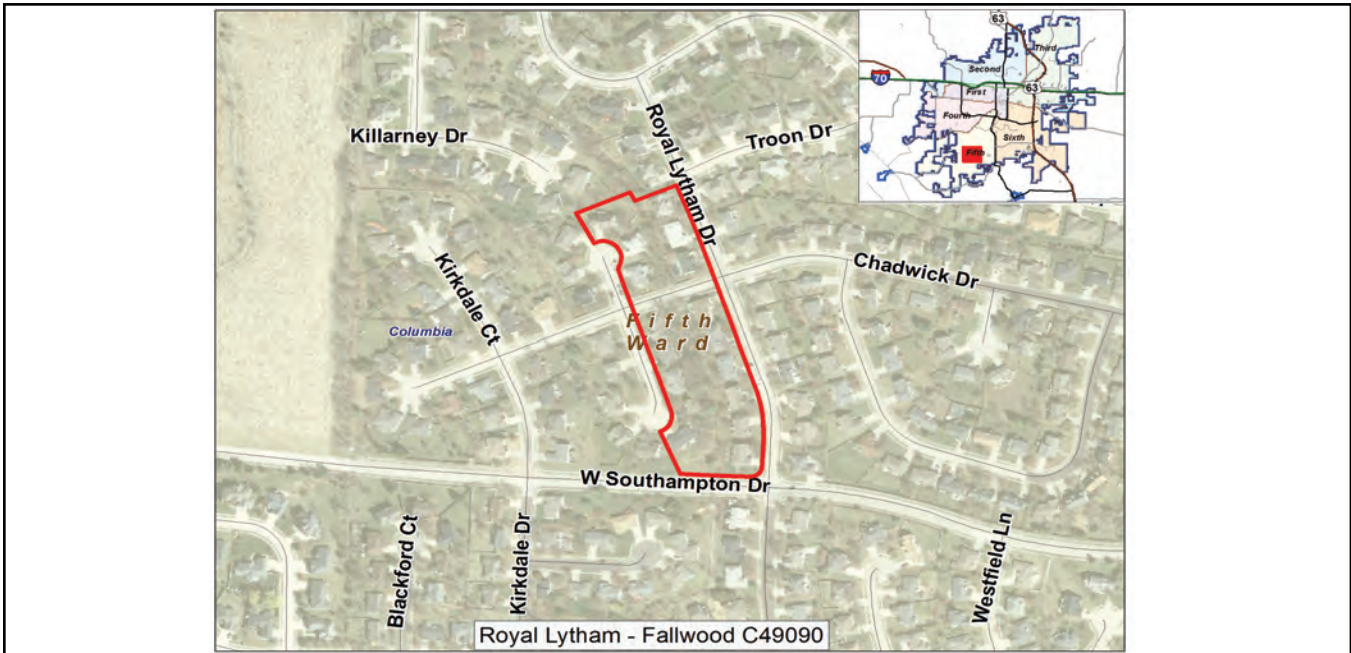 63
Third
Second
70
63
First
Fourth
Sixth
Fifth
Royal Lytham Dr
Troon Dr
Killarney Dr
Kirkdale Ct
Chadwick Dr
Columbia
Fifth
Ward
W Southampton Dr
Blackford Ct
Kirkdale Dr
Westfield Ln
Royal Lytham - Fallwood C49090